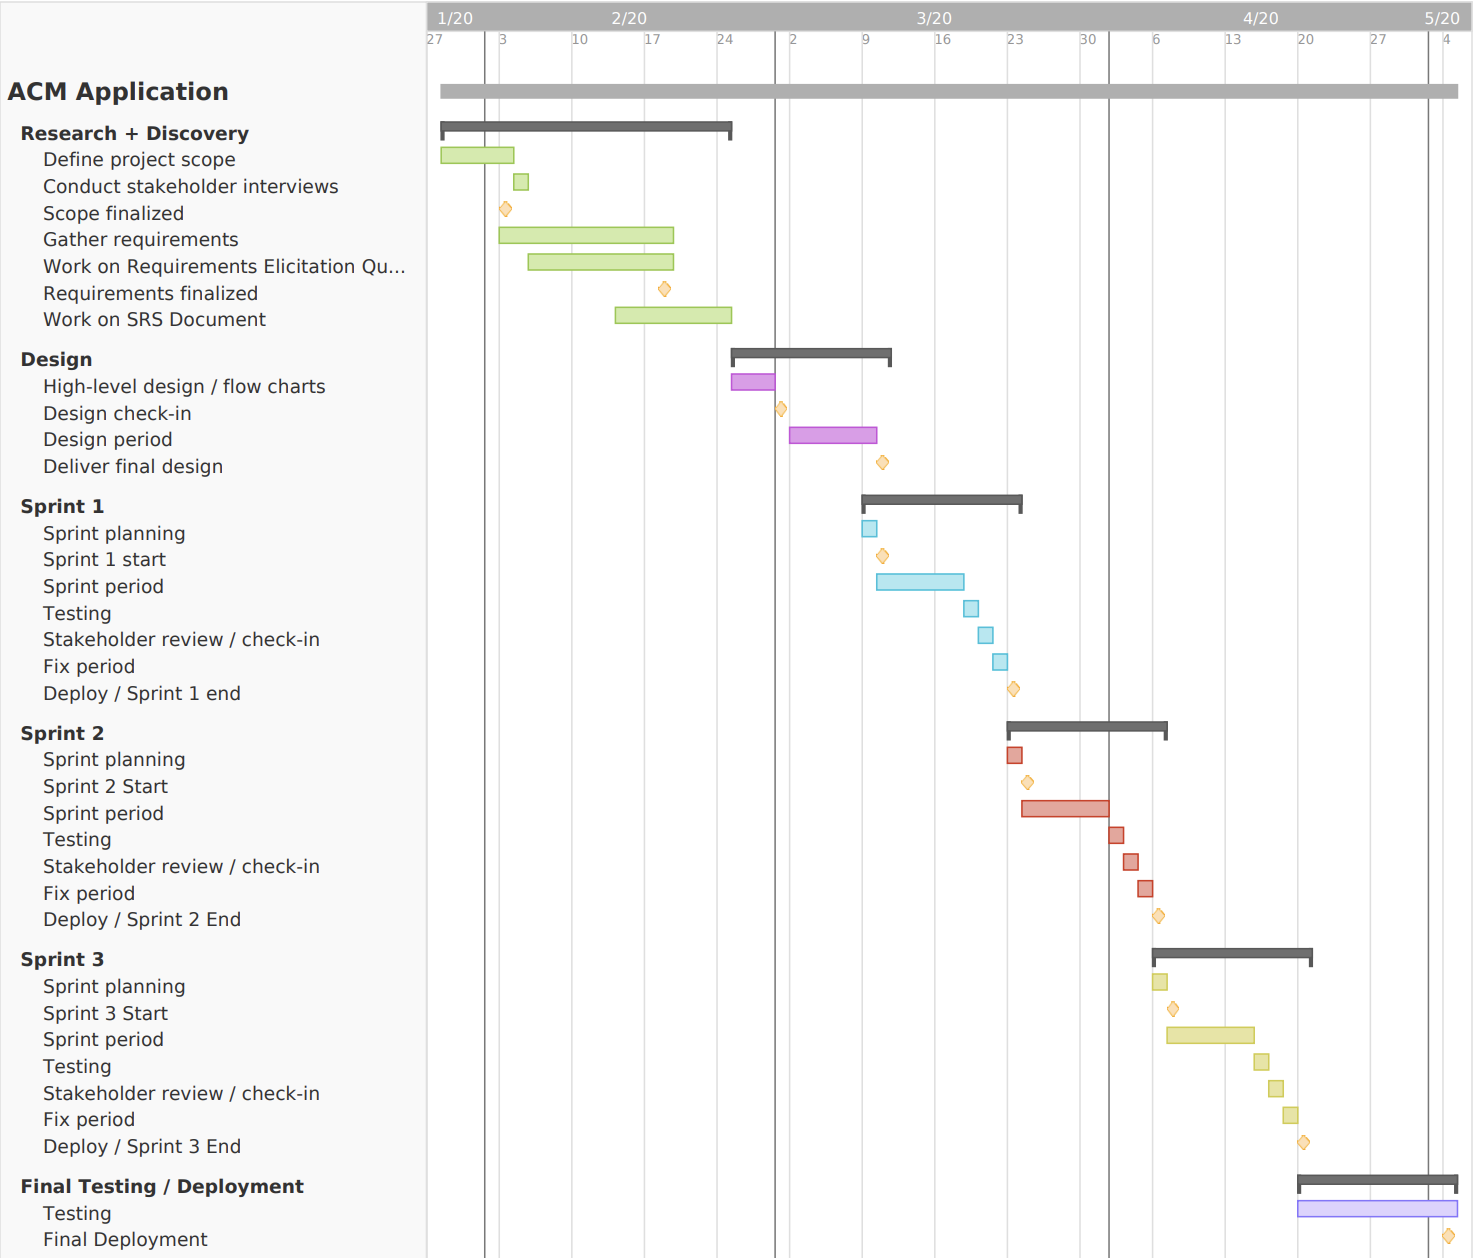 1/20 2/20 3/20 4/20 5/20
27 3 10 17 24 2 9 16 23 30 6 13 20 27 4
ACM Application
Research + Discovery
Define project scope
Conduct stakeholder interviews
Scope finalized
Gather requirements
Work on Requirements Elicitation Qu...
Requirements finalized
Work on SRS Document
Design
High-level design / flow charts
Design check-in
Design period
Deliver final design
Sprint 1
Sprint planning
Sprint 1 start
Sprint period
Testing
Stakeholder review / check-in
Fix period
Deploy / Sprint 1 end
Sprint 2
Sprint planning
Sprint 2 Start
Sprint period
Testing
Stakeholder review / check-in
Fix period
Deploy / Sprint 2 End
Sprint 3
Sprint planning
Sprint 3 Start
Sprint period
Testing
Stakeholder review / check-in
Fix period
Deploy / Sprint 3 End
Final Testing / Deployment
Testing
Final Deployment